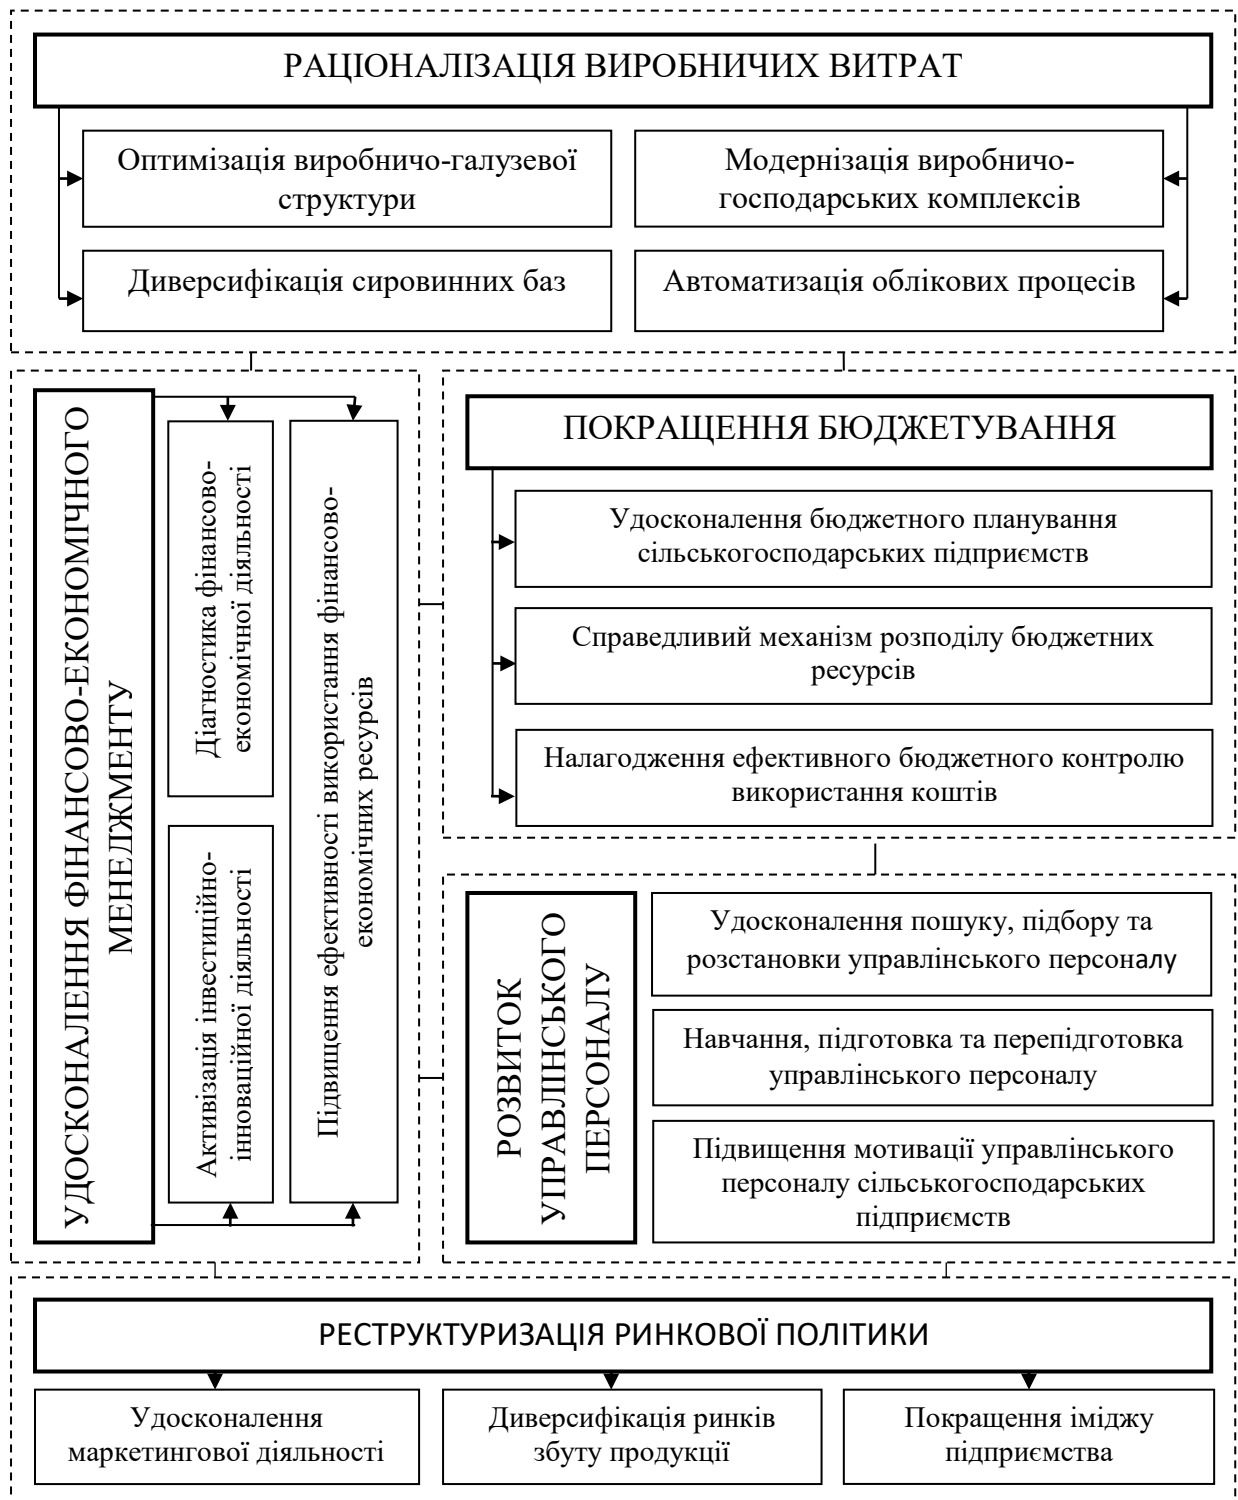 РАЦІОНАЛІЗАЦІЯ ВИРОБНИЧИХ ВИТРАТ
Оптимізація виробничо-галузевої
структури
Модернізація виробничо-
господарських комплексів
Диверсифікація сировинних баз
Автоматизація облікових процесів
УДОСКОНАЛЕННЯ ФІНАНСОВО-ЕКОНОМІЧНОГО
МЕНЕДЖМЕНТУ
Діагностика фінансово-
економічної діяльності
Активізація інвестиційно-
інноваційної діяльності
Підвищення ефективності використання фінансово-
економічних ресурсів
ПОКРАЩЕННЯ БЮДЖЕТУВАННЯ
Удосконалення бюджетного планування
сільськогосподарських підприємств
Справедливий механізм розподілу бюджетних
ресурсів
Налагодження ефективного бюджетного контролю
використання коштів
РОЗВИТОК
УПРАВЛІНСЬКОГО
ПЕРСОНАЛУ
Удосконалення пошуку, підбору та
розстановки управлінського персоналу
Навчання, підготовка та перепідготовка
управлінського персоналу
Підвищення мотивації управлінського
персоналу сільськогосподарських
підприємств
РЕСТРУКТУРИЗАЦІЯ РИНКОВОЇ ПОЛІТИКИ
Удосконалення
маркетингової діяльності
Диверсифікація ринків
збуту продукції
Покращення іміджу
підприємства